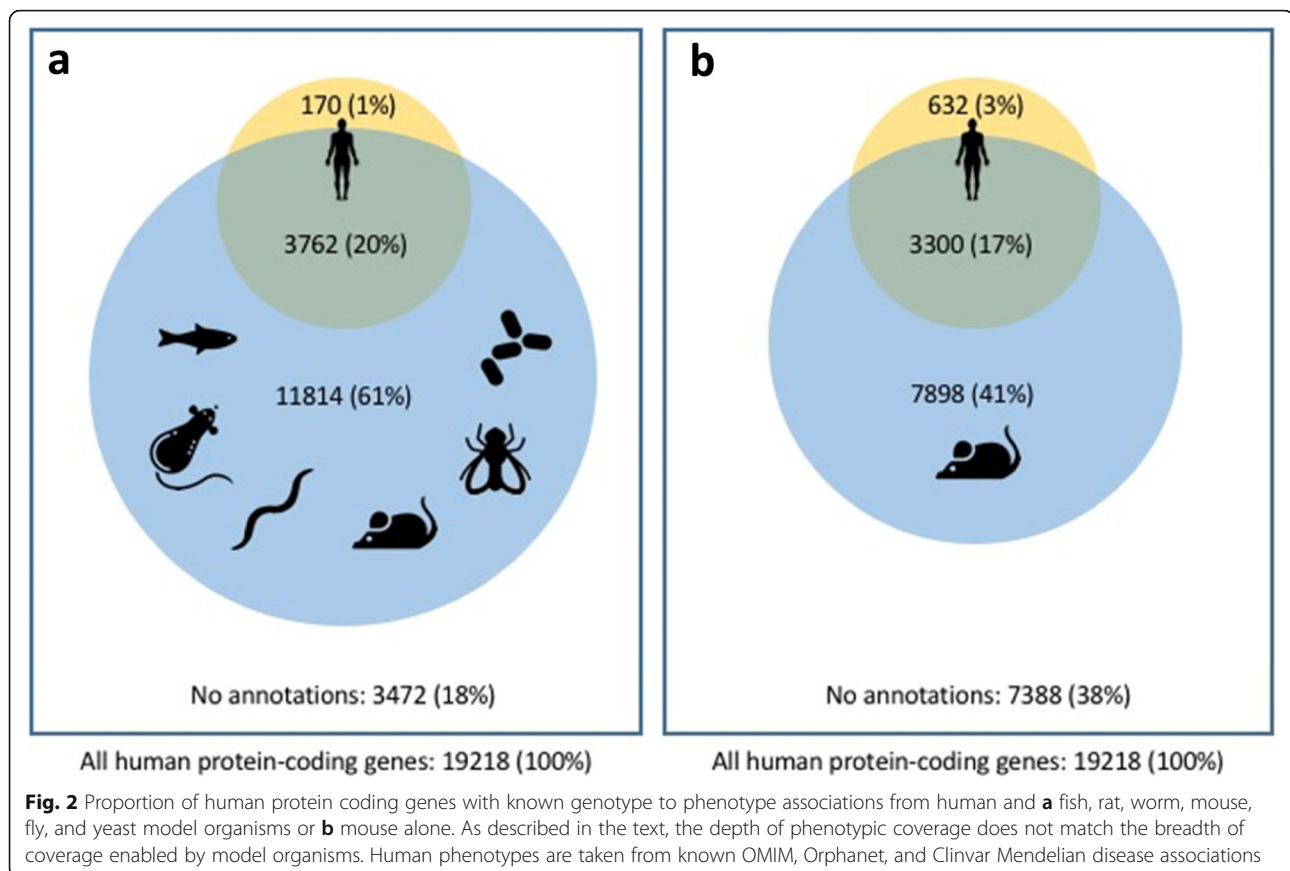 a
170 (1%)
3762 (20%)
11814 (61%)
No annotations: 3472 (18%)
All human protein-coding genes: 19218 (100%)
b
632 (3%)
3300 (17%)
7898 (41%)
No annotations: 7388 (38%)
All human protein-coding genes: 19218 (100%)
Fig. 2 Proportion of human protein coding genes with known genotype to phenotype associations from human and a fish, rat, worm, mouse,
fly, and yeast model organisms or b mouse alone. As described in the text, the depth of phenotypic coverage does not match the breadth of
coverage enabled by model organisms. Human phenotypes are taken from known OMIM, Orphanet, and Clinvar Mendelian disease associations